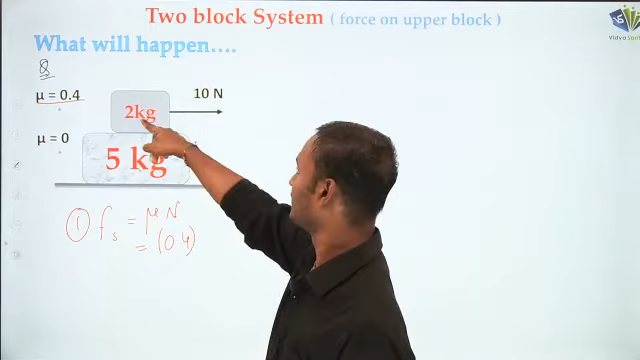 Two block System ( force on upper block )
What will happen....
Q
μ = 0.4
2kg
10 N
μ = 0
5 kg
① fs = μ N
= (0.4)